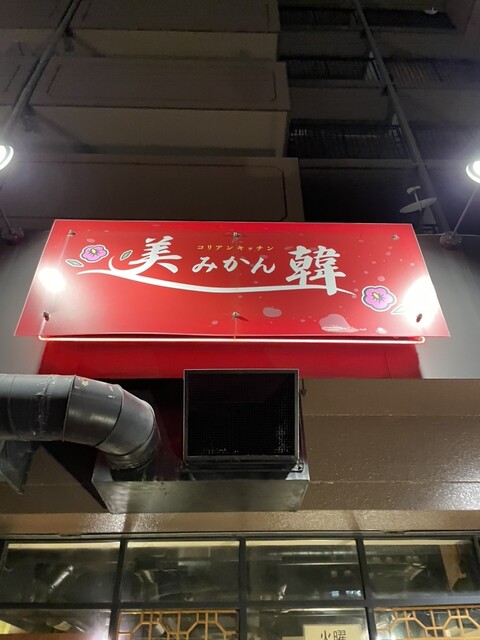 コリアンキッチン
美 みかん 韓
火曜